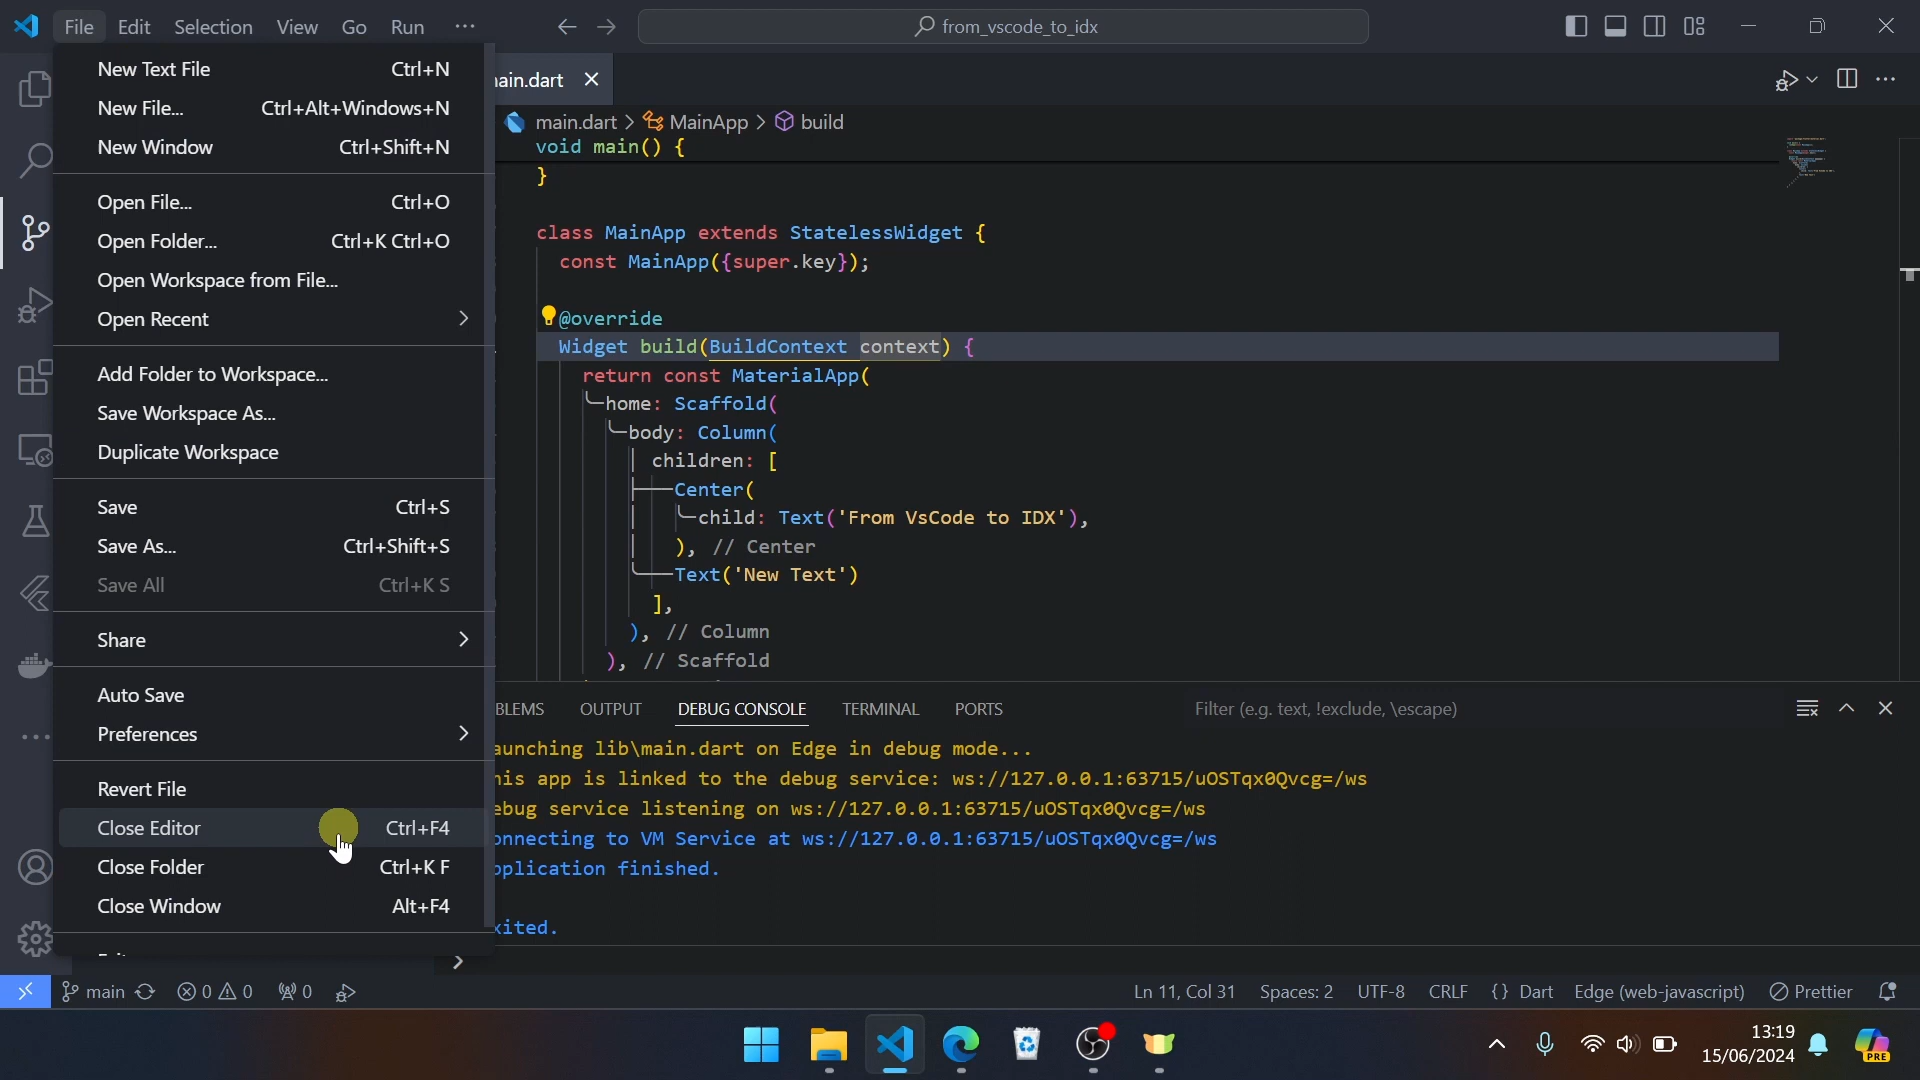 File Edit Selection View Go Run ··· from_vscode_to_idx
New Text File Ctrl+N
New File... Ctrl+Alt+Windows+N
New Window Ctrl+Shift+N
Open File... Ctrl+O
Open Folder... Ctrl+K Ctrl+O
Open Workspace from File...
Open Recent
Add Folder to Workspace...
Save Workspace As...
Duplicate Workspace
Save Ctrl+S
Save As... Ctrl+Shift+S
Save All Ctrl+K S
Share
Auto Save
Preferences
Revert File
Close Editor Ctrl+F4
Close Folder Ctrl+K F
Close Window Alt+F4
ain.dart
main.dart > MainApp > build
void main() {
}
class MainApp extends StatelessWidget {
const MainApp({super.key});
@override
Widget build(BuildContext context) {
return const MaterialApp(
home: Scaffold(
body: Column(
children: [
Center(
child: Text('From VsCode to IDX'),
), // Center
Text('New Text')
],
), // Column
), // Scaffold
BLEMS OUTPUT DEBUG CONSOLE TERMINAL PORTS Filter (e.g. text, !exclude, \escape)
aunching lib\main.dart on Edge in debug mode...
his app is linked to the debug service: ws://127.0.0.1:63715/uOSTqx0Qvcg=/ws
ebug service listening on ws://127.0.0.1:63715/uOSTqx0Qvcg=/ws
onnecting to VM Service at ws://127.0.0.1:63715/uOSTqx0Qvcg=/ws
pplication finished.
xited.
main 0 0 0 Ln 11, Col 31 Spaces: 2 UTF-8 CRLF {} Dart Edge (web-javascript) Prettier
13:19
15/06/2024
PRE